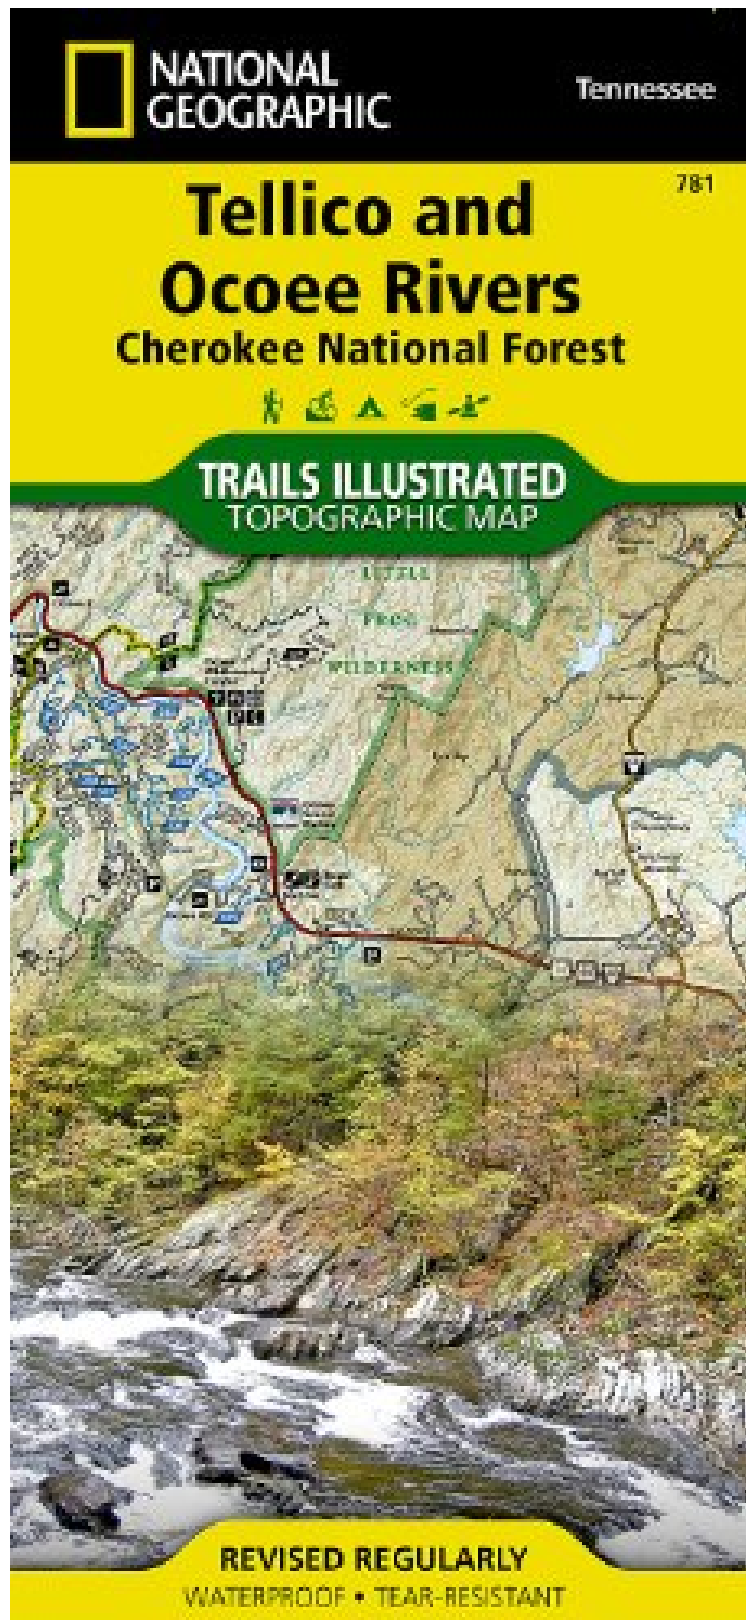 NATIONAL
GEOGRAPHIC
Tennessee
781
Tellico and
Ocoee Rivers
Cherokee National Forest
TRAILS ILLUSTRATED
TOPOGRAPHIC MAP
FROG
WILDERNESS
REVISED REGULARLY
WATERPROOF • TEAR-RESISTANT